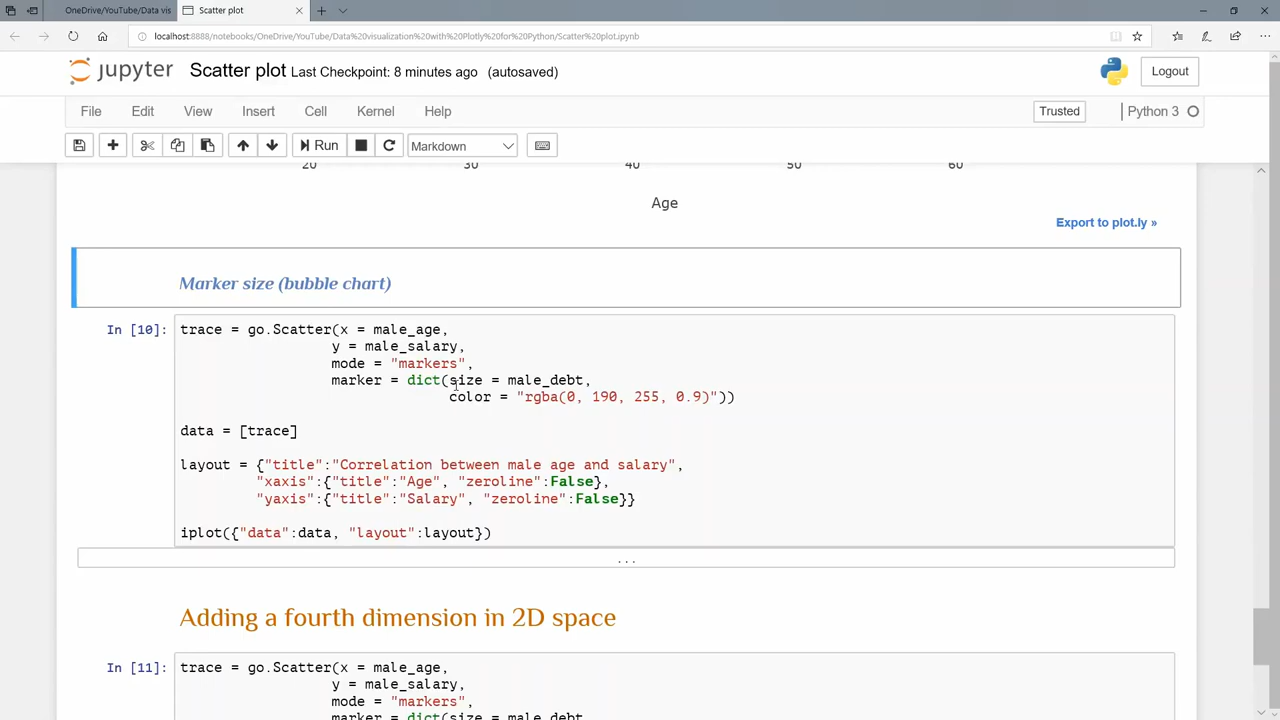 OneDrive/YouTube/Data vis
Scatter plot
localhost:8888/notebooks/OneDrive/YouTube/Data%20visualization%20with%20Plotly%20for%20Python/Scatter%20plot.ipynb
jupyter Scatter plot Last Checkpoint: 8 minutes ago (autosaved)
Logout
File Edit View Insert Cell Kernel Help
Trusted
Python 3
Run
Markdown
20 30 40 50 60
Age
Export to plot.ly »
Marker size (bubble chart)
In [10]: trace = go.Scatter(x = male_age,
y = male_salary,
mode = "markers",
marker = dict(size = male_debt,
color = "rgba(0, 190, 255, 0.9)"))
data = [trace]
layout = {"title":"Correlation between male age and salary",
"xaxis":{"title":"Age", "zeroline":False},
"yaxis":{"title":"Salary", "zeroline":False}}
iplot({"data":data, "layout":layout})
...
Adding a fourth dimension in 2D space
In [11]: trace = go.Scatter(x = male_age,
y = male_salary,
mode = "markers",
marker = dict(size = male_debt,